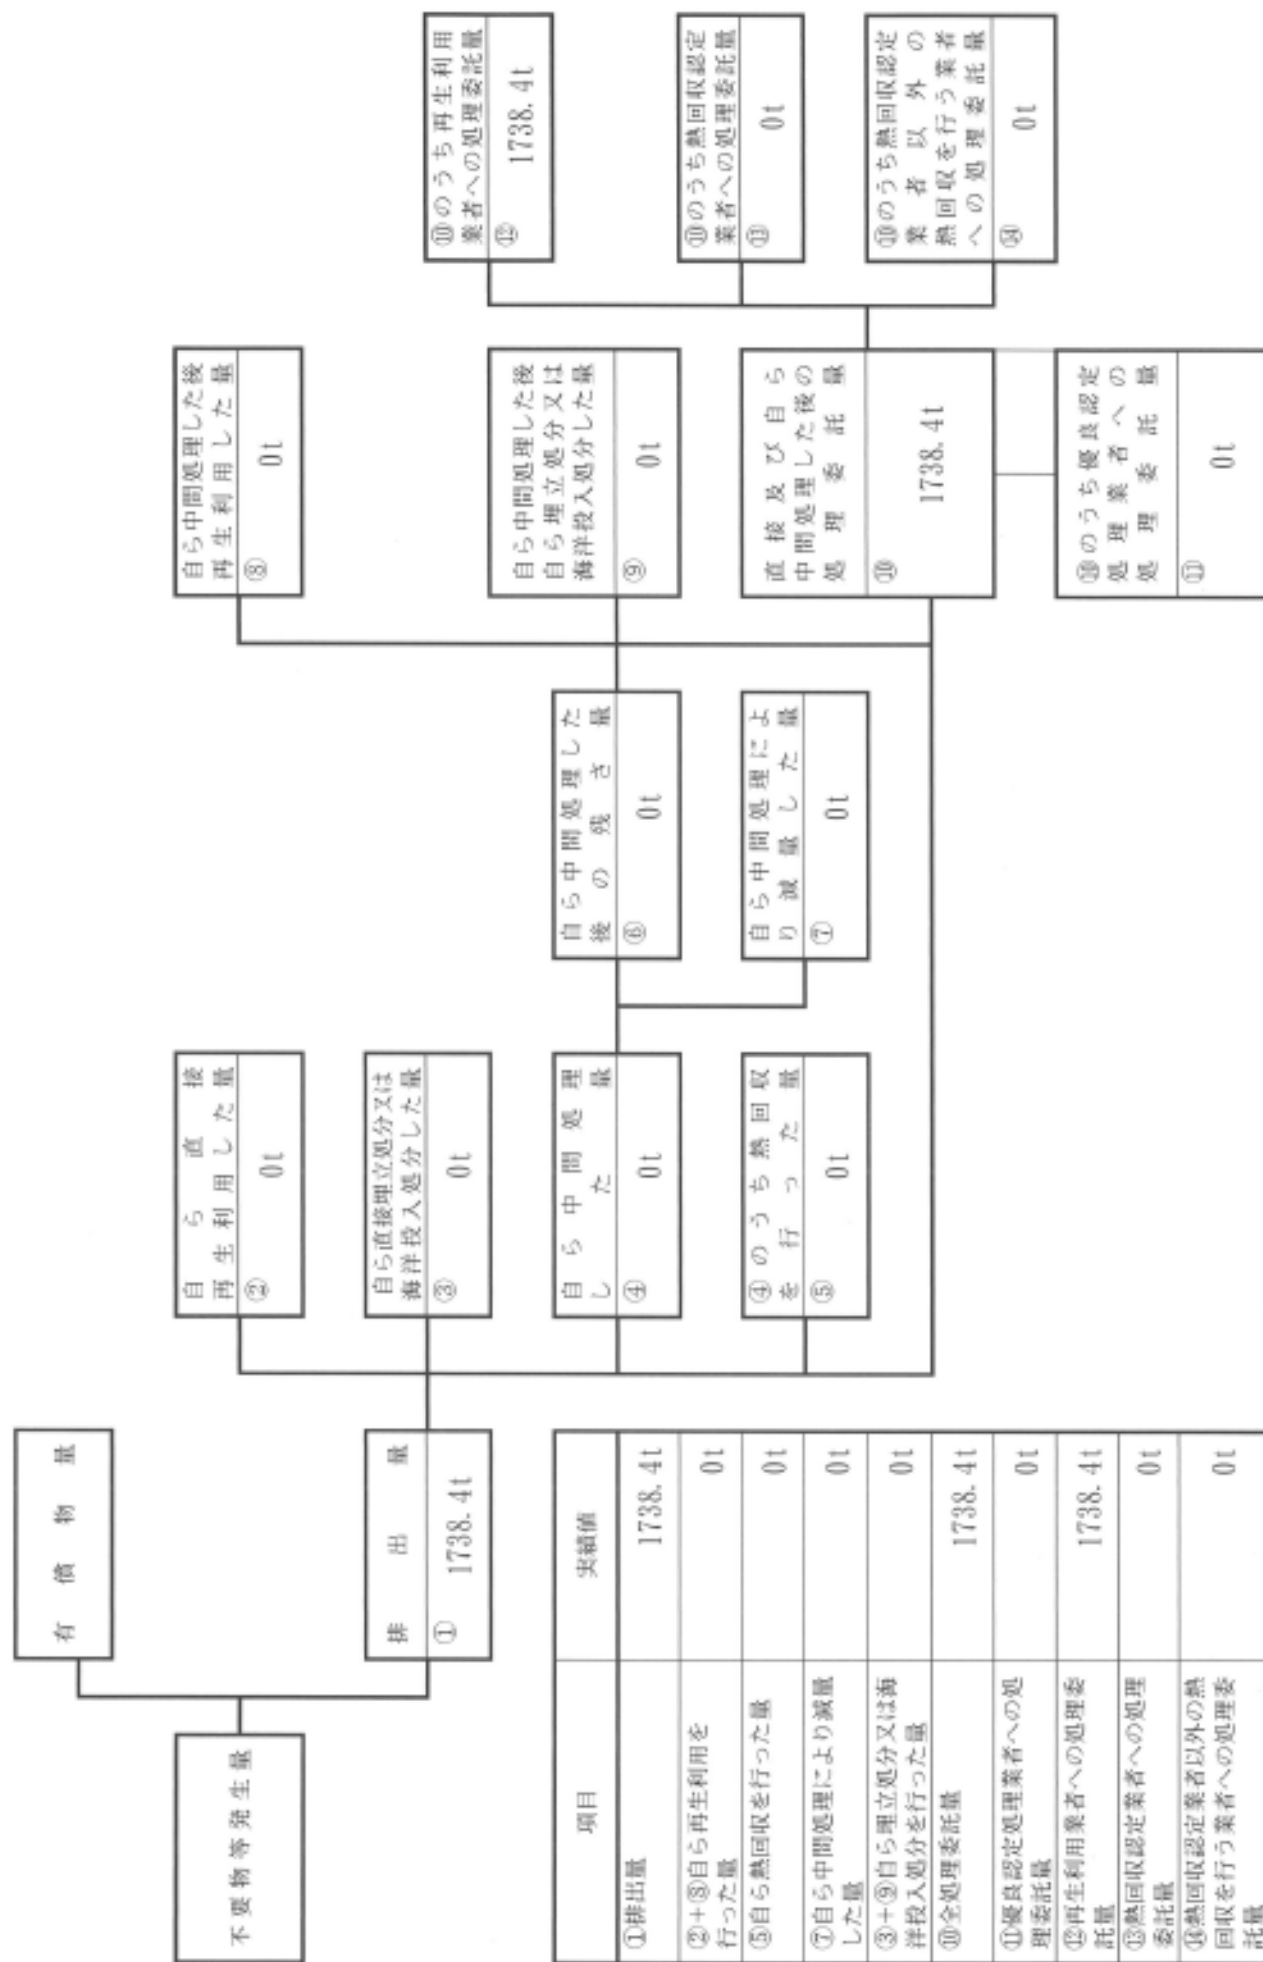 有償物量
不要物等発生量
排出量
① 1738.4t
自ら直接
再生利用した量
② 0t
自ら直接埋立処分又は
海洋投入処分した量
③ 0t
自ら中間処理
した量
④ 0t
④のうち熱回収
を行った量
⑤ 0t
自ら中間処理した
後の残さ量
⑥ 0t
自ら中間処理によ
り減量した量
⑦ 0t
自ら中間処理した後
再生利用した量
⑧ 0t
自ら中間処理した後
自ら埋立処分又は
海洋投入処分した量
⑨ 0t
直接及び自ら
中間処理した後の
処理委託量
⑩ 1738.4t
⑩のうち優良認定
処理業者への
処理委託量
⑪ 0t
⑩のうち再生利用
業者への処理委託量
⑫ 1738.4t
⑩のうち熱回収認定
業者への処理委託量
⑬ 0t
⑩のうち熱回収認定
業者以外の
熱回収を行う業者
への処理委託量
⑭ 0t
項目 実績値
①排出量 1738.4t
②+⑧自ら再生利用を
行った量 0t
⑤自ら熱回収を行った量 0t
⑦自ら中間処理により減量
した量 0t
③+⑨自ら埋立処分又は海
洋投入処分を行った量 0t
⑩全処理委託量 1738.4t
⑪優良認定処理業者への処
理委託量 0t
⑫再生利用業者への処理委
託量 1738.4t
⑬熱回収認定業者への処理
委託量 0t
⑭熱回収認定業者以外の熱
回収を行う業者への処理委
託量 0t